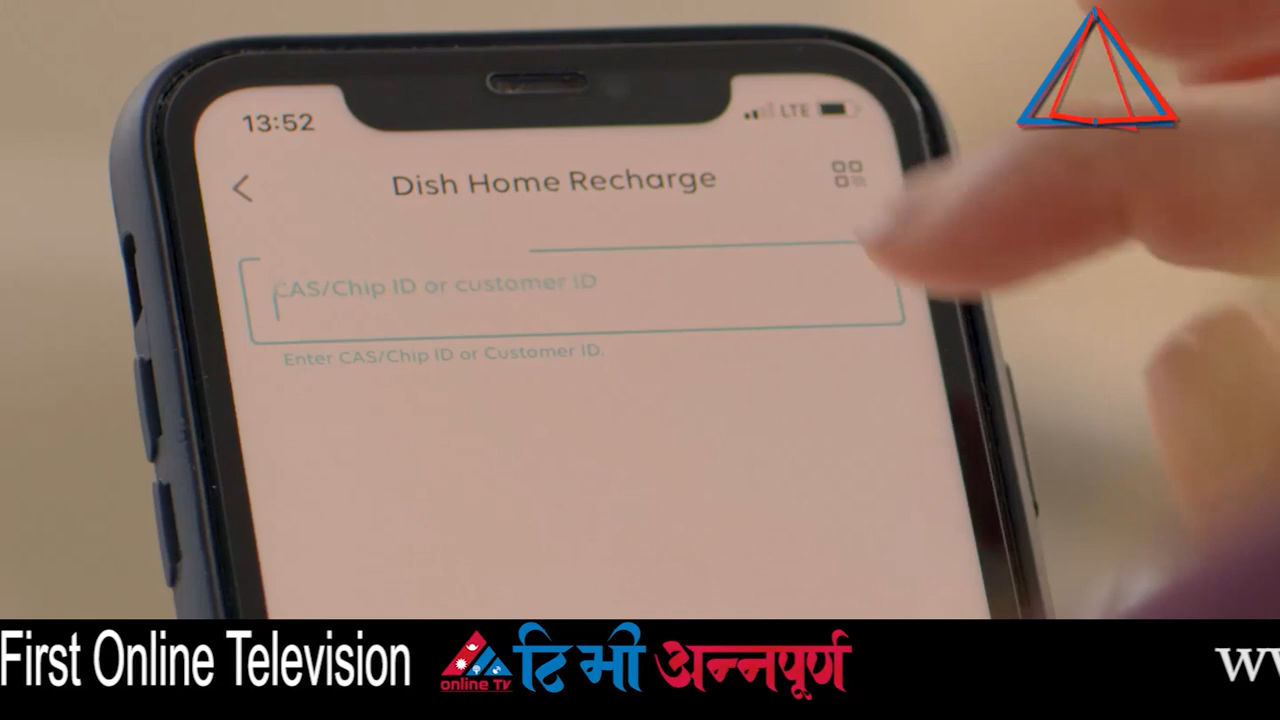 13:52
LTE
Dish Home Recharge
CAS/Chip ID or customer ID
Enter CAS/Chip ID or Customer ID.
First Online Television
online TV
टिभी अन्नपूर्ण